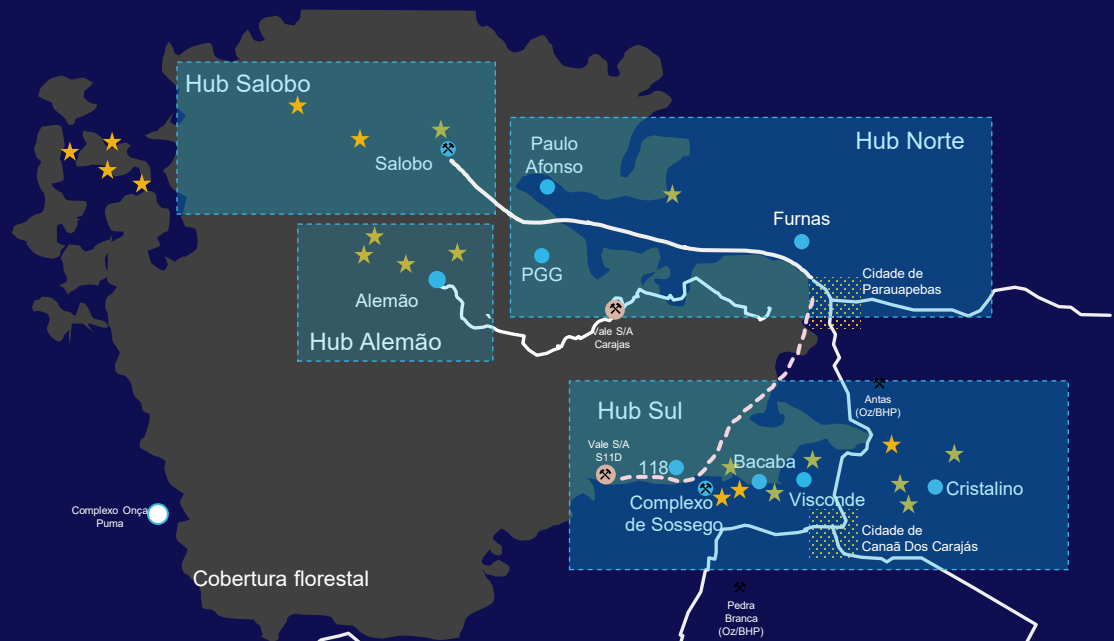 Hub Salobo
Salobo
Paulo
Afonso
Hub Norte
Furnas
PGG
Cidade de
Parauapebas
Alemão
Hub Alemão
Vale S/A
Carajas
Hub Sul
Antas
(Oz/BHP)
Vale S/A
S11D
118
Bacaba
Complexo
de Sossego
Visconde
Cristalino
Complexo Onça
Puma
Cidade de
Canaã Dos Carajás
Cobertura florestal
Pedra
Branca
(Oz/BHP)